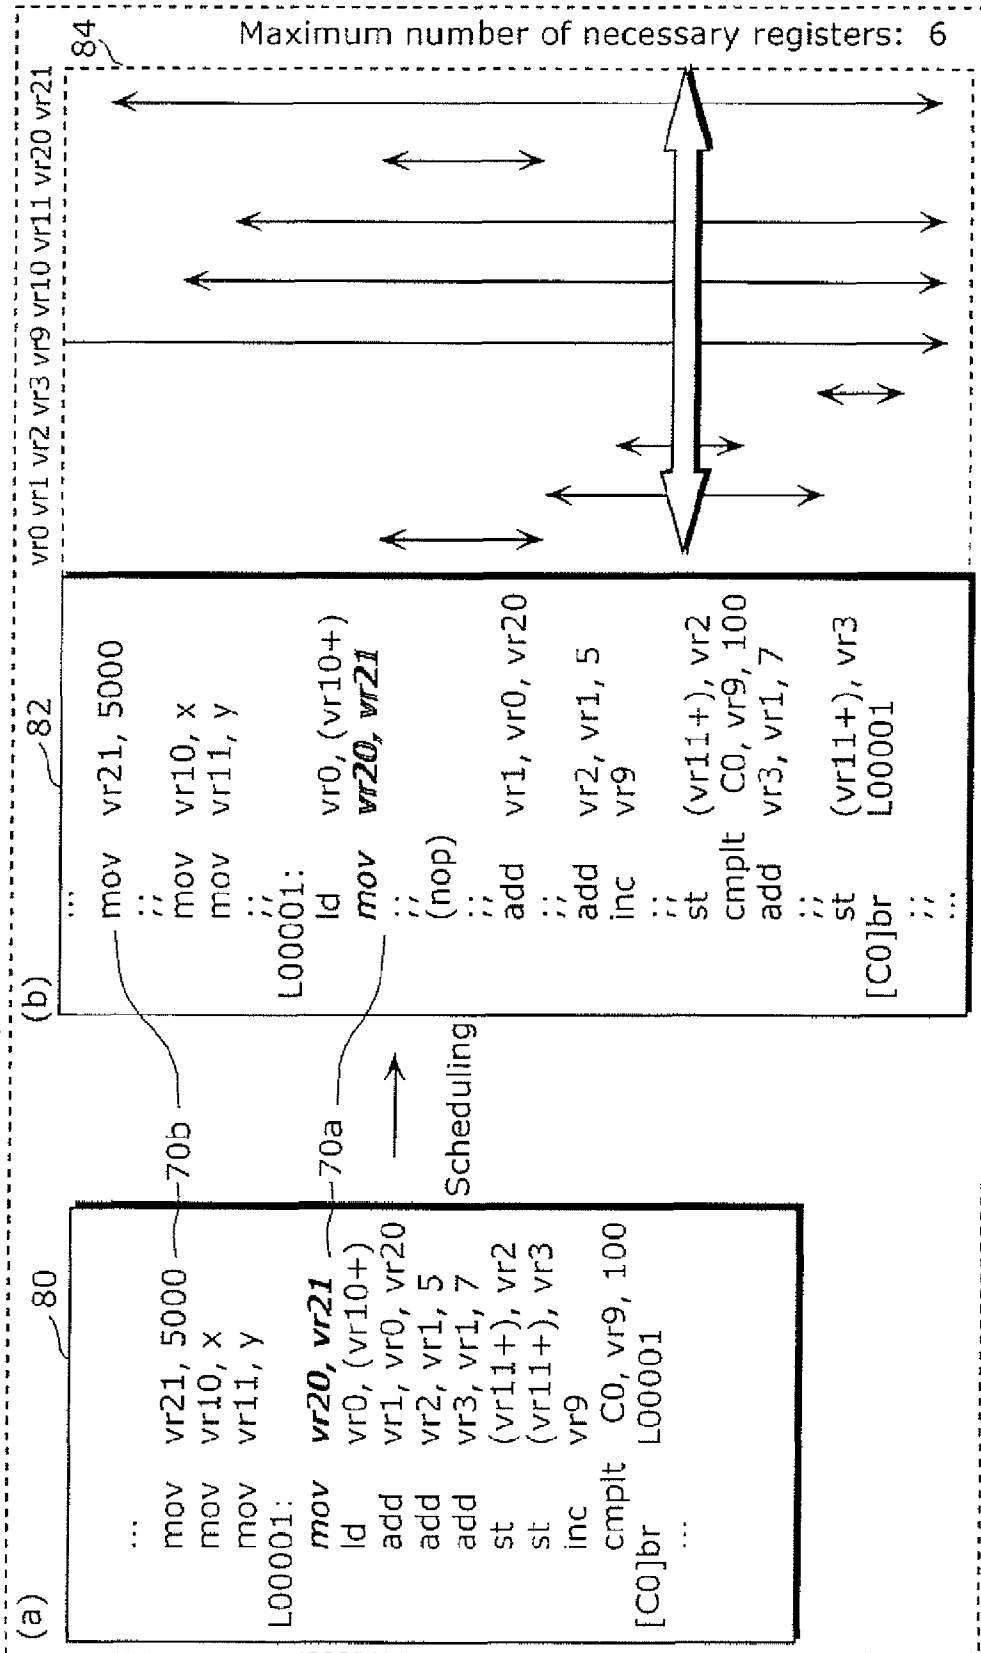 (a)
80
...
mov vr21, 5000
mov vr10, x
mov vr11, y
L00001:
mov vr20, vr21
ld vr0, (vr10+)
add vr1, vr0, vr20
add vr2, vr1, 5
add vr3, vr1, 7
st (vr11+), vr2
st (vr11+), vr3
inc vr9
cmplt C0, vr9, 100
[C0]br L00001
...
70b
70a
Scheduling
(b)
82
...
mov vr21, 5000
;;
mov vr10, x
mov vr11, y
;;
L00001:
ld vr0, (vr10+)
mov vr20, vr21
;;
(nop)
;;
add vr1, vr0, vr20
;;
add vr2, vr1, 5
inc vr9
;;
st (vr11+), vr2
cmplt C0, vr9, 100
add vr3, vr1, 7
;;
st (vr11+), vr3
[C0]br L00001
;;
...
vr0 vr1 vr2 vr3 vr9 vr10 vr11 vr20 vr21
84
Maximum number of necessary registers: 6